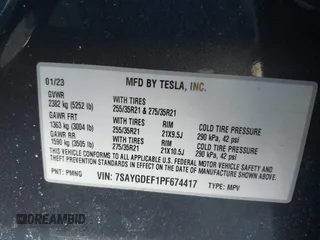 01/23
MFD BY TESLA, INC.
GVWR
2382 kg (5252 lb)
WITH TIRES
255/35R21 / 275/35R21
GAWR FRT
1363 kg (3004 lb)
WITH TIRES
255/35R21
RIM
21X9.5J
COLD TIRE PRESSURE
290 kPa, 42 psi
GAWR RR
1590 kg (3505 lb)
WITH TIRES
275/35R21
RIM
21X10.5J
COLD TIRE PRESSURE
290 kPa, 42 psi
THIS VEHICLE CONFORMS TO ALL APPLICABLE U.S. FEDERAL MOTOR VEHICLE SAFETY
AND THEFT PREVENTION STANDARDS IN EFFECT ON THE DATE OF MANUFACTURE SHOWN ABOVE.
PNT: PMNG
VIN: 7SAYGDEF1PF674417
TYPE: MPV
DREAMBID